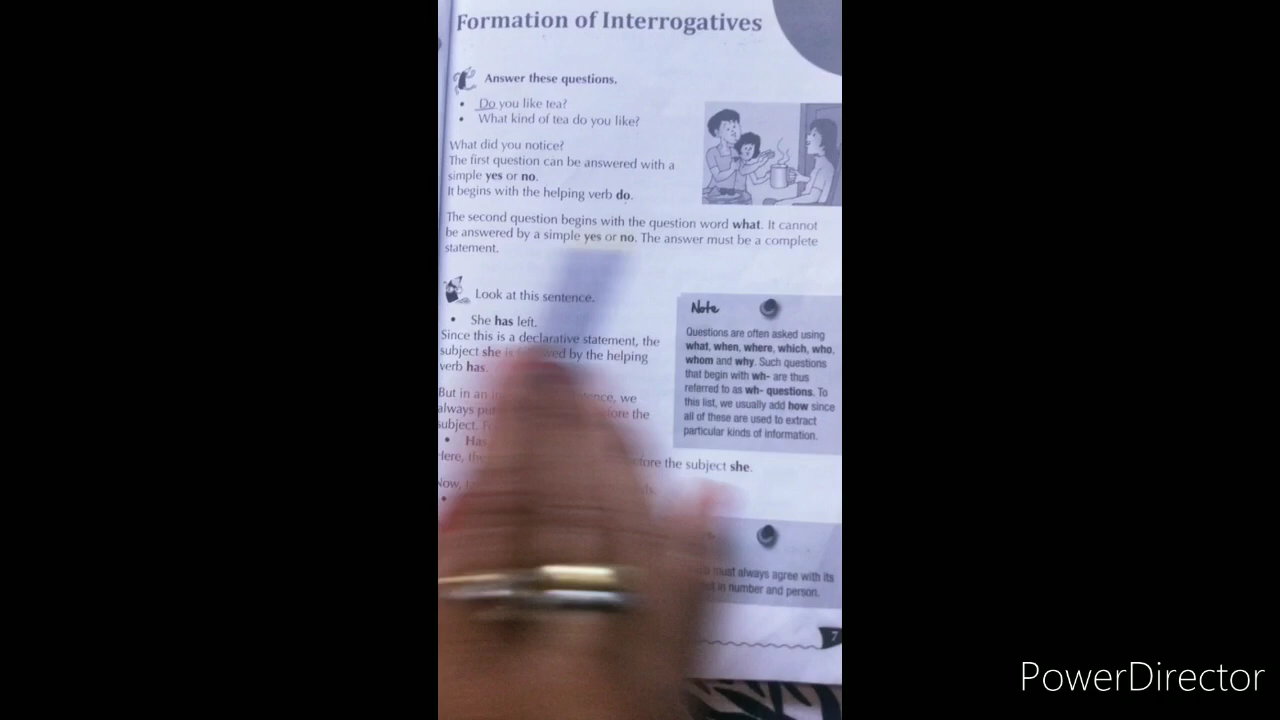 Formation of Interrogatives
Answer these questions.
• Do you like tea?
• What kind of tea do you like?
What did you notice?
The first question can be answered with a
simple yes or no.
It begins with the helping verb do.
The second question begins with the question word what. It cannot
be answered by a simple yes or no. The answer must be a complete
statement.
Look at this sentence.
• She has left.
Since this is a declarative statement, the
subject she is followed by the helping
verb has.
But in an
always put
subject.
• Has
fore the subject she.
Note
Questions are often asked using
what, when, where, which, who,
whom and why. Such questions
that begin with wh- are thus
referred to as wh- questions. To
this list, we usually add how since
all of these are used to extract
particular kinds of information.
must always agree with its
in number and person.
7
PowerDirector